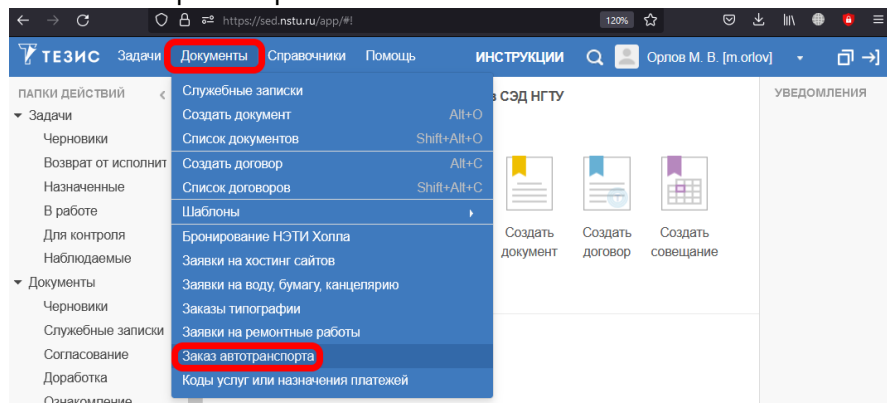 https://sed.nstu.ru/app/#! 120%
ТЕЗИС Задачи Документы Справочники Помощь ИНСТРУКЦИИ Орлов М. В. [m.orlov]
ПАПКИ ДЕЙСТВИЙ
Задачи
Черновики
Возврат от исполнит
Назначенные
В работе
Для контроля
Наблюдаемые
Документы
Черновики
Служебные записки
Согласование
Доработка
Ознакомление
Служебные записки
Создать документ Alt+O
Список документов Shift+Alt+O
Создать договор Alt+C
Список договоров Shift+Alt+C
Шаблоны
Бронирование НЭТИ Холла
Заявки на хостинг сайтов
Заявки на воду, бумагу, канцелярию
Заказы типографии
Заявки на ремонтные работы
Заказ автотранспорта
Коды услуг или назначения платежей
в СЭД НГТУ
Создать документ
Создать договор
Создать совещание
УВЕДОМЛЕНИЯ